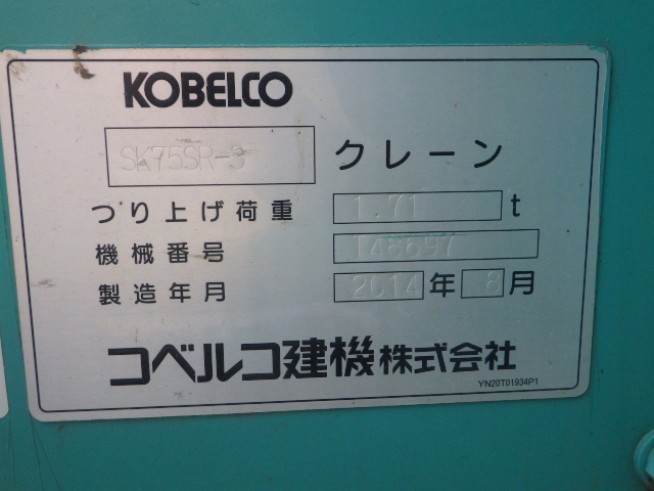 KOBELCO
SK75SR-3 クレーン
つり上げ荷重 1.71 t
機械番号
製造年月 2014 年 8 月
コベルコ建機株式会社
YN20T01934P1